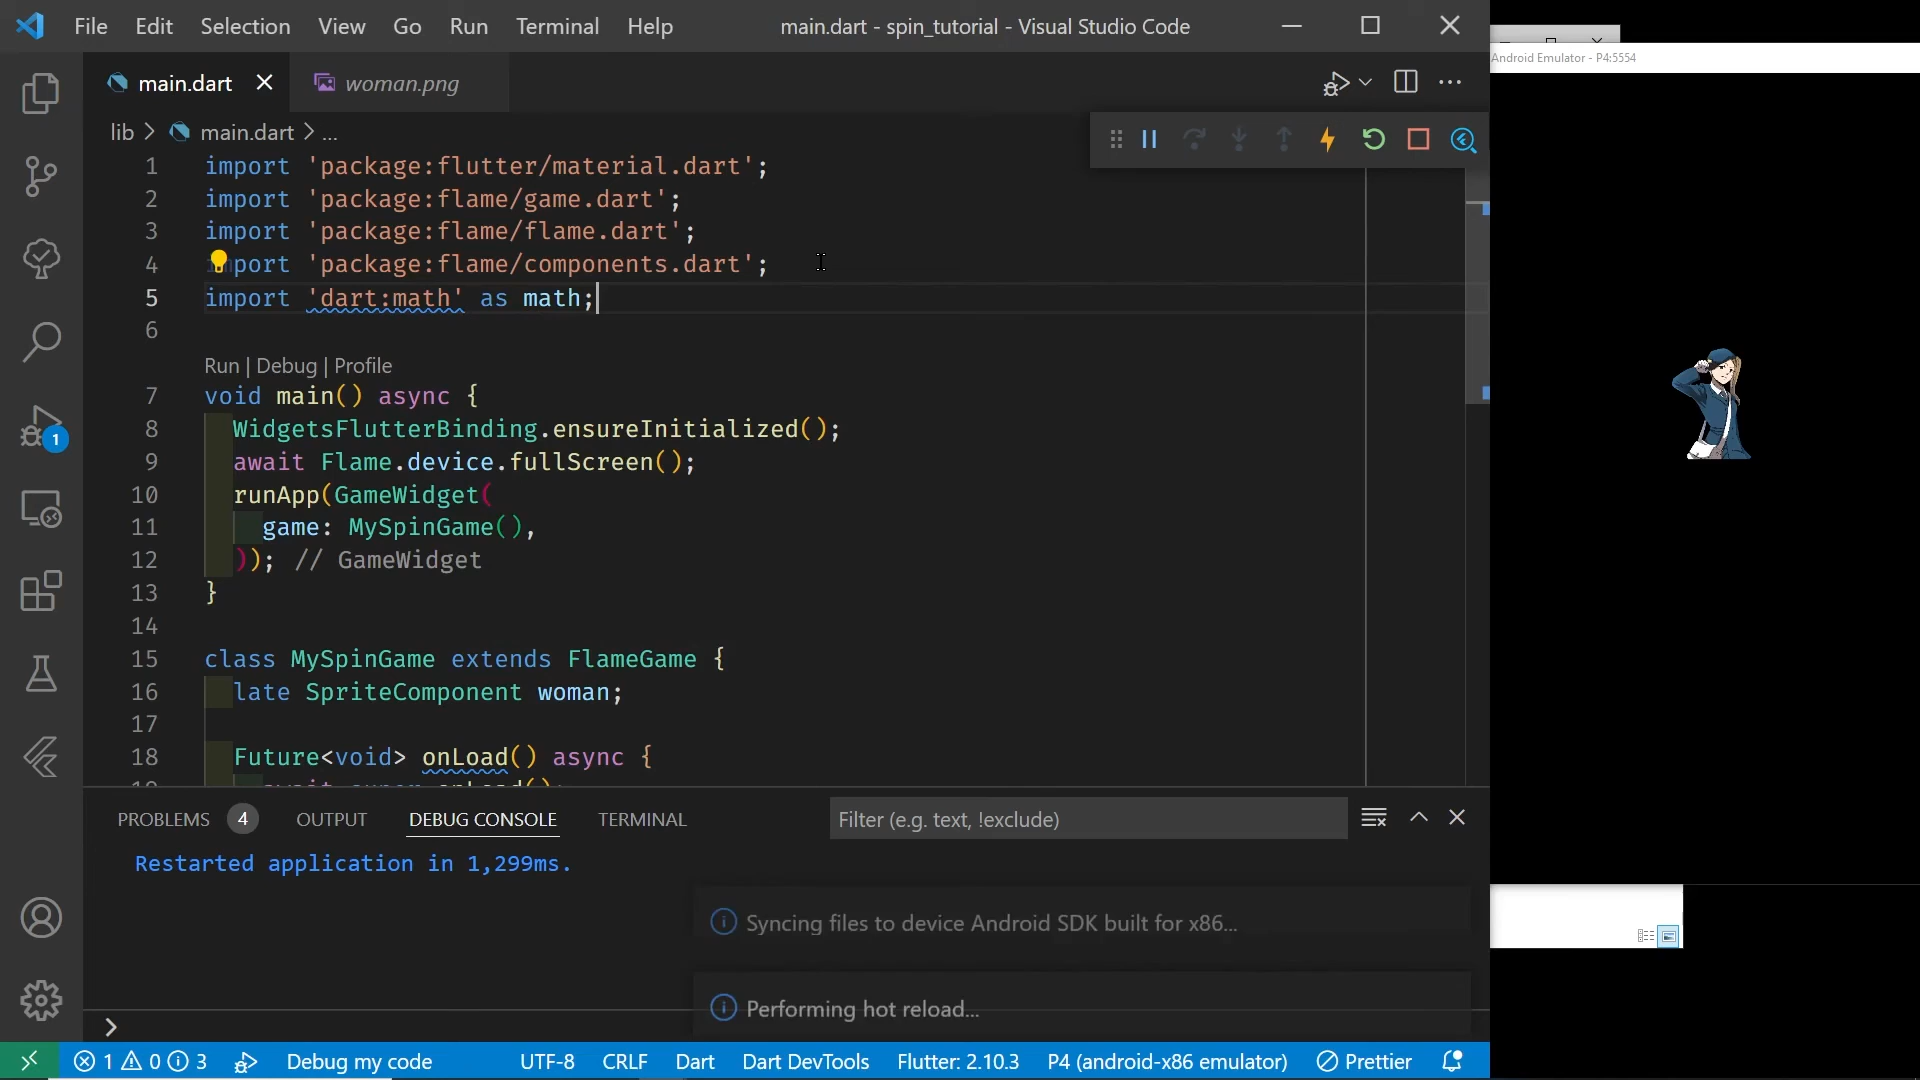 File Edit Selection View Go Run Terminal Help main.dart - spin_tutorial - Visual Studio Code
Android Emulator - P4:5554
main.dart woman.png
lib > main.dart > ...
1 import 'package:flutter/material.dart';
2 import 'package:flame/game.dart';
3 import 'package:flame/flame.dart';
4 import 'package:flame/components.dart';
5 import 'dart:math' as math;
6
Run | Debug | Profile
7 void main() async {
8 WidgetsFlutterBinding.ensureInitialized();
9 await Flame.device.fullScreen();
10 runApp(GameWidget(
11 game: MySpinGame(),
12 )); // GameWidget
13 }
14
15 class MySpinGame extends FlameGame {
16 late SpriteComponent woman;
17
18 Future<void> onLoad() async {
PROBLEMS 4 OUTPUT DEBUG CONSOLE TERMINAL Filter (e.g. text, !exclude)
Restarted application in 1,299ms.
Syncing files to device Android SDK built for x86...
Performing hot reload...
>
1 0 3 Debug my code UTF-8 CRLF Dart Dart DevTools Flutter: 2.10.3 P4 (android-x86 emulator) Prettier
1